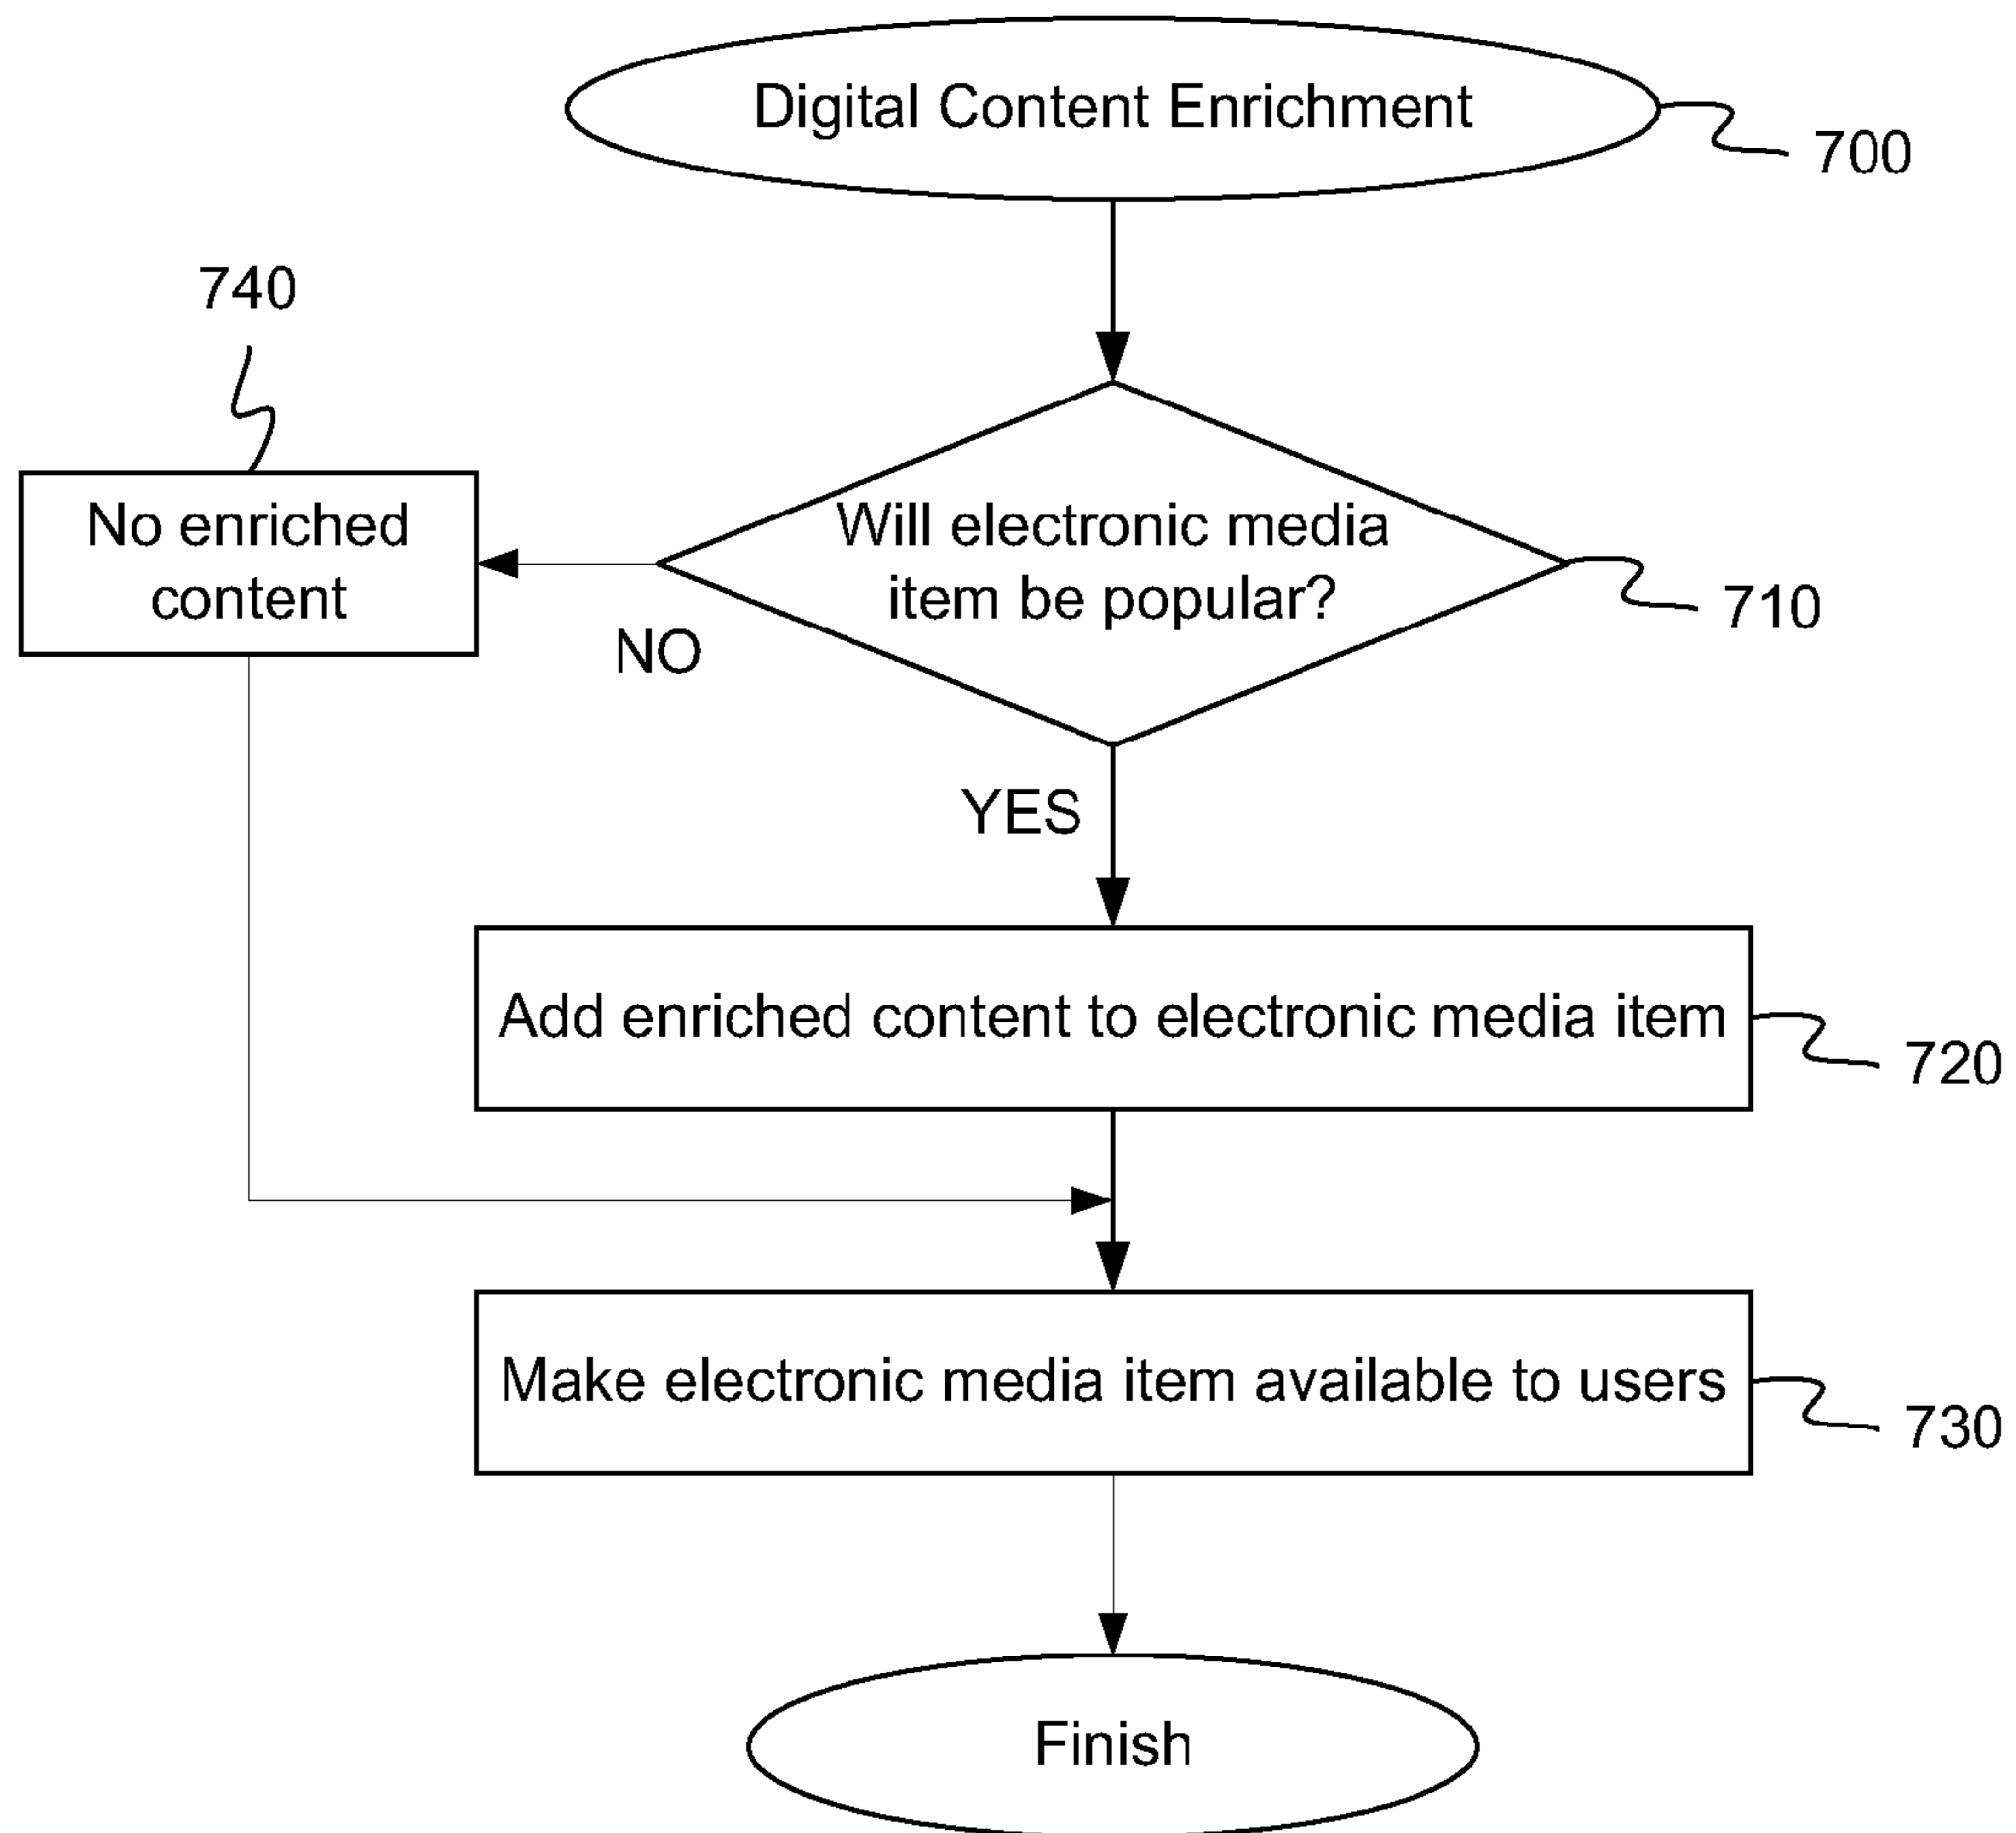 Digital Content Enrichment
700
740
No enriched
content
Will electronic media
item be popular?
710
NO
YES
Add enriched content to electronic media item
720
Make electronic media item available to users
730
Finish